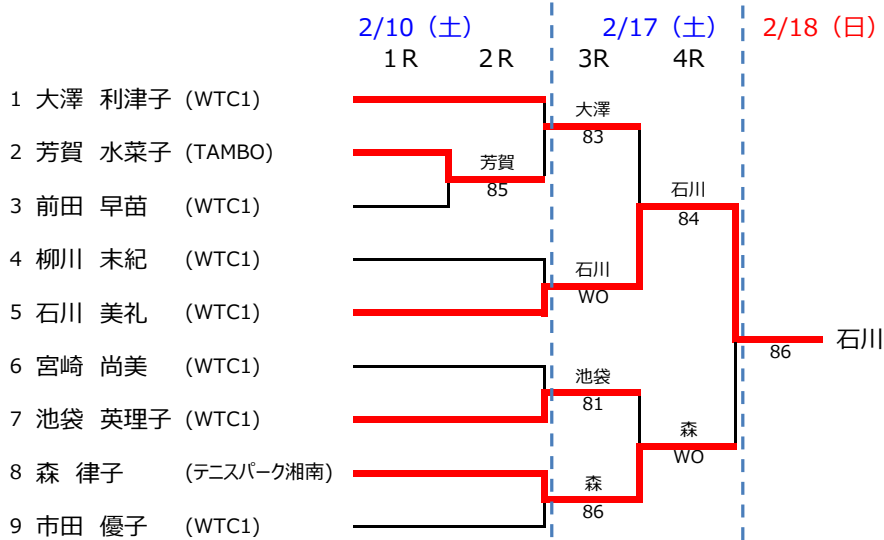 2/10（土） 2/17（土） 2/18（日）
1R 2R 3R 4R
1 大澤 利津子 (WTC1)
大澤
83
2 芳賀 水菜子 (TAMBO)
芳賀
85
3 前田 早苗 (WTC1)
石川
84
4 柳川 末紀 (WTC1)
石川
WO
5 石川 美礼 (WTC1)
86 石川
6 宮崎 尚美 (WTC1)
池袋
81
7 池袋 英理子 (WTC1)
森
WO
8 森 律子 (テニスパーク湘南)
森
86
9 市田 優子 (WTC1)